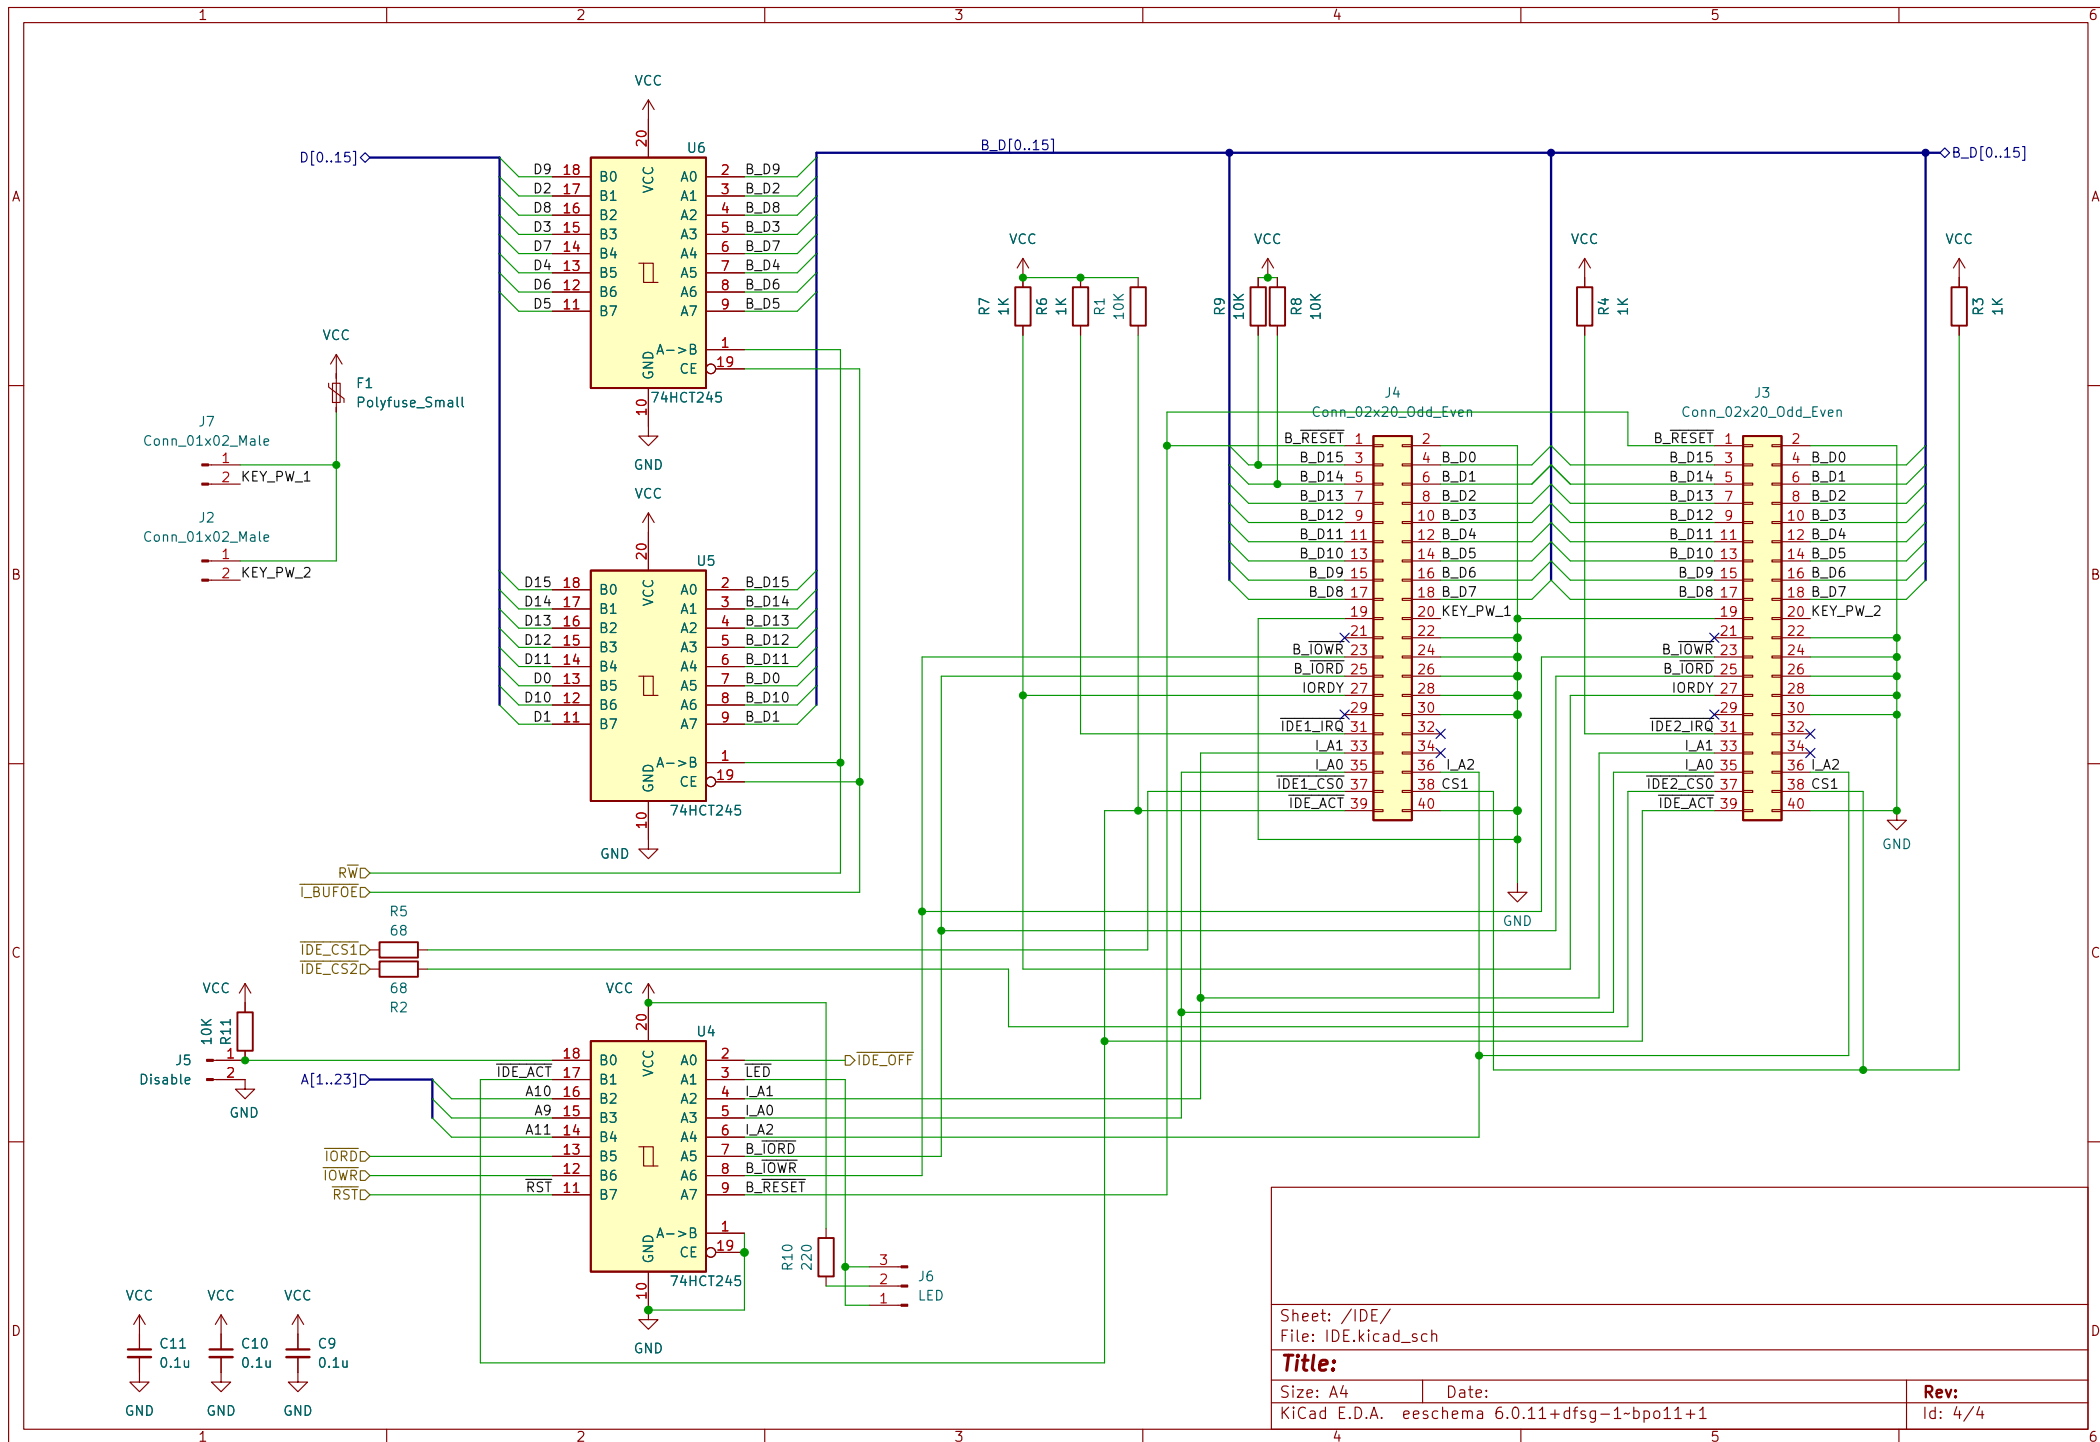 1 2 3 4 5 6
A
B
C
D
A
B
C
D
1 2 3 4 5 6
VCC
20
U6
D[0..15]
B_D[0..15]
B_D[0..15]
D9 18 B0 VCC A0 2 B_D9
D2 17 B1 A1 3 B_D2
D8 16 B2 A2 4 B_D8
D3 15 B3 A3 5 B_D3
D7 14 B4 A4 6 B_D7
D4 13 B5 A5 7 B_D4
D6 12 B6 A6 8 B_D6
D5 11 B7 A7 9 B_D5
A->B 1
GND CE 19
74HCT245
10
GND
VCC
F1
Polyfuse_Small
J7
Conn_01x02_Male
1
2 KEY_PW_1
J2
Conn_01x02_Male
1
2 KEY_PW_2
VCC
20
U5
D15 18 B0 VCC A0 2 B_D15
D14 17 B1 A1 3 B_D14
D13 16 B2 A2 4 B_D13
D12 15 B3 A3 5 B_D12
D11 14 B4 A4 6 B_D11
D0 13 B5 A5 7 B_D0
D10 12 B6 A6 8 B_D10
D1 11 B7 A7 9 B_D1
A->B 1
GND CE 19
74HCT245
10
GND
RW
I_BUFOE
R5
68
IDE_CS1
IDE_CS2
68
R2
VCC
10K
R11
J5
Disable
1
2
GND
A[1..23]
VCC
20
U4
18 B0 VCC A0 2 IDE_OFF
IDE_ACT 17 B1 A1 3 LED
A10 16 B2 A2 4 I_A1
A9 15 B3 A3 5 I_A0
A11 14 B4 A4 6 I_A2
IORD 13 B5 A5 7 B_IORD
IOWR 12 B6 A6 8 B_IOWR
RST RST 11 B7 A7 9 B_RESET
A->B 1
GND CE 19
74HCT245
10
GND
R10
220
3
2
1
J6
LED
VCC
C11
0.1u
GND
VCC
C10
0.1u
GND
VCC
C9
0.1u
GND
VCC
R7
1K
R6
1K
R1
10K
VCC
R9
10K
R8
10K
VCC
R4
1K
VCC
R3
1K
J4
Conn_02x20_Odd_Even
B_RESET 1 2
B_D15 3 4 B_D0
B_D14 5 6 B_D1
B_D13 7 8 B_D2
B_D12 9 10 B_D3
B_D11 11 12 B_D4
B_D10 13 14 B_D5
B_D9 15 16 B_D6
B_D8 17 18 B_D7
19 20 KEY_PW_1
21 22
B_IOWR 23 24
B_IORD 25 26
IORDY 27 28
29 30
IDE1_IRQ 31 32
I_A1 33 34
I_A0 35 36 I_A2
IDE1_CS0 37 38 CS1
IDE_ACT 39 40
GND
J3
Conn_02x20_Odd_Even
B_RESET 1 2
B_D15 3 4 B_D0
B_D14 5 6 B_D1
B_D13 7 8 B_D2
B_D12 9 10 B_D3
B_D11 11 12 B_D4
B_D10 13 14 B_D5
B_D9 15 16 B_D6
B_D8 17 18 B_D7
19 20 KEY_PW_2
21 22
B_IOWR 23 24
B_IORD 25 26
IORDY 27 28
29 30
IDE2_IRQ 31 32
I_A1 33 34
I_A0 35 36 I_A2
IDE2_CS0 37 38 CS1
IDE_ACT 39 40
GND
Sheet: /IDE/
File: IDE.kicad_sch
Title:
Size: A4 Date: Rev:
KiCad E.D.A. eeschema 6.0.11+dfsg-1~bpo11+1 Id: 4/4